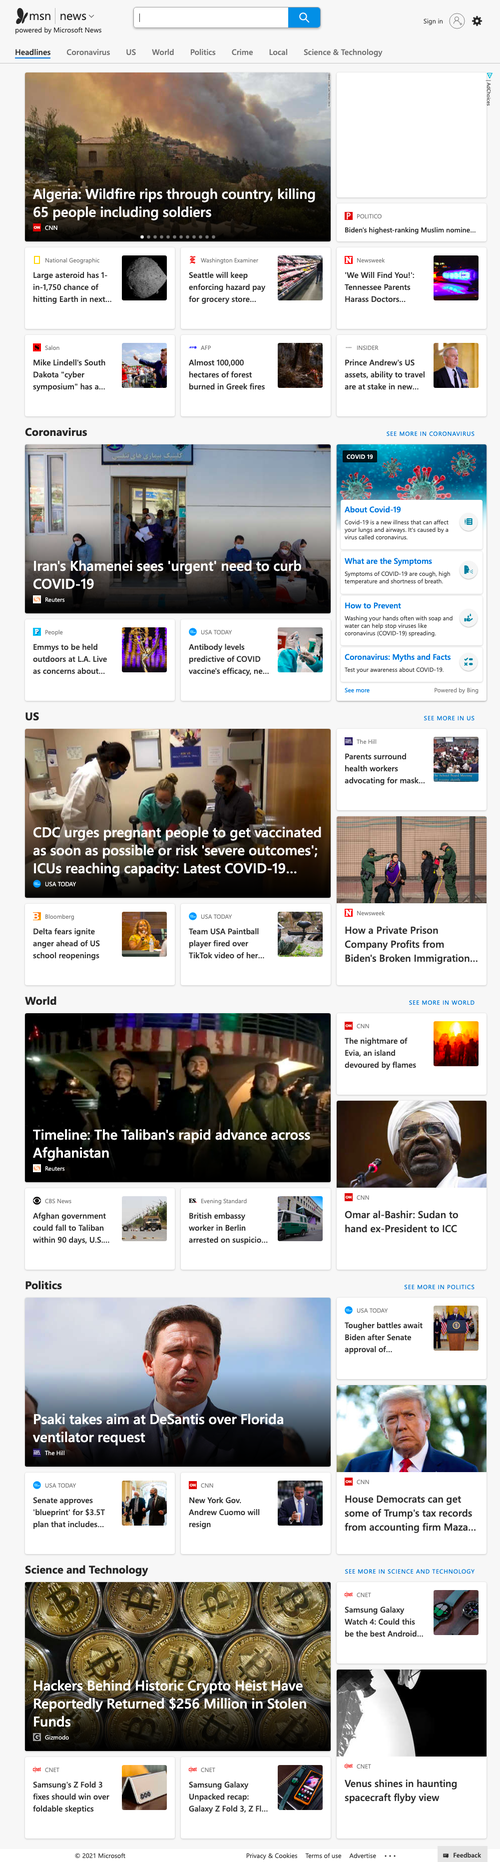 msn | news
powered by Microsoft News
Sign in
Headlines
Coronavirus
US
World
Politics
Crime
Local
Science & Technology
Algeria: Wildfire rips through country, killing
65 people including soldiers
CNN
AdChoices
POLITICO
Biden's highest-ranking Muslim nomine...
National Geographic
Large asteroid has 1-
in-1,750 chance of
hitting Earth in next...
Washington Examiner
Seattle will keep
enforcing hazard pay
for grocery store...
Newsweek
'We Will Find You!':
Tennessee Parents
Harass Doctors...
Salon
Mike Lindell's South
Dakota "cyber
symposium" has a...
AFP
Almost 100,000
hectares of forest
burned in Greek fires
INSIDER
Prince Andrew's US
assets, ability to travel
are at stake in new...
Coronavirus
SEE MORE IN CORONAVIRUS
Iran's Khamenei sees 'urgent' need to curb
COVID-19
Reuters
COVID 19
About Covid-19
Covid-19 is a new illness that can affect
your lungs and airways. It's caused by a
virus called coronavirus.
What are the Symptoms
Symptoms of COVID-19 are cough, high
temperature and shortness of breath.
How to Prevent
Washing your hands often with soap and
water can help stop viruses like
coronavirus (COVID-19) spreading.
Coronavirus: Myths and Facts
Test your awareness about COVID-19.
See more
Powered by Bing
People
Emmys to be held
outdoors at L.A. Live
as concerns about...
USA TODAY
Antibody levels
predictive of COVID
vaccine's efficacy, ne...
US
SEE MORE IN US
CDC urges pregnant people to get vaccinated
as soon as possible or risk 'severe outcomes';
ICUs reaching capacity: Latest COVID-19...
USA TODAY
The Hill
Parents surround
health workers
advocating for mask...
Newsweek
How a Private Prison
Company Profits from
Biden's Broken Immigration...
Bloomberg
Delta fears ignite
anger ahead of US
school reopenings
USA TODAY
Team USA Paintball
player fired over
TikTok video of her...
World
SEE MORE IN WORLD
Timeline: The Taliban's rapid advance across
Afghanistan
Reuters
CNN
The nightmare of
Evia, an island
devoured by flames
CNN
Omar al-Bashir: Sudan to
hand ex-President to ICC
CBS News
Afghan government
could fall to Taliban
within 90 days, U.S....
Evening Standard
British embassy
worker in Berlin
arrested on suspicio...
Politics
SEE MORE IN POLITICS
Psaki takes aim at DeSantis over Florida
ventilator request
The Hill
USA TODAY
Tougher battles await
Biden after Senate
approval of...
CNN
House Democrats can get
some of Trump's tax records
from accounting firm Maza...
USA TODAY
Senate approves
'blueprint' for $3.5T
plan that includes...
CNN
New York Gov.
Andrew Cuomo will
resign
Science and Technology
SEE MORE IN SCIENCE AND TECHNOLOGY
Hackers Behind Historic Crypto Heist Have
Reportedly Returned $256 Million in Stolen
Funds
Gizmodo
CNET
Samsung Galaxy
Watch 4: Could this
be the best Android...
CNET
Venus shines in haunting
spacecraft flyby view
CNET
Samsung's Z Fold 3
fixes should win over
foldable skeptics
CNET
Samsung Galaxy
Unpacked recap:
Galaxy Z Fold 3, Z Fl...
© 2021 Microsoft
Privacy & Cookies
Terms of use
Advertise
Feedback